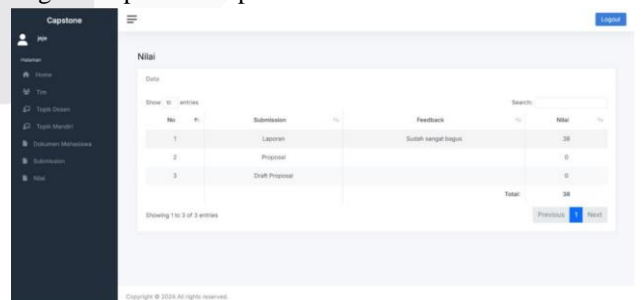 Capstone
Logout
jeje
Halaman
Home
Tim
Topik Dosen
Topik Mandiri
Dokumen Mahasiswa
Submission
Nilai
Nilai
Data
Show 10 entries
Search:
No Submission Feedback Nilai
1 Laporan Sudah sangat bagus 38
2 Proposal 0
3 Draft Proposal 0
Total: 38
Showing 1 to 3 of 3 entries
Previous 1 Next
Copyright © 2024 All rights reserved.